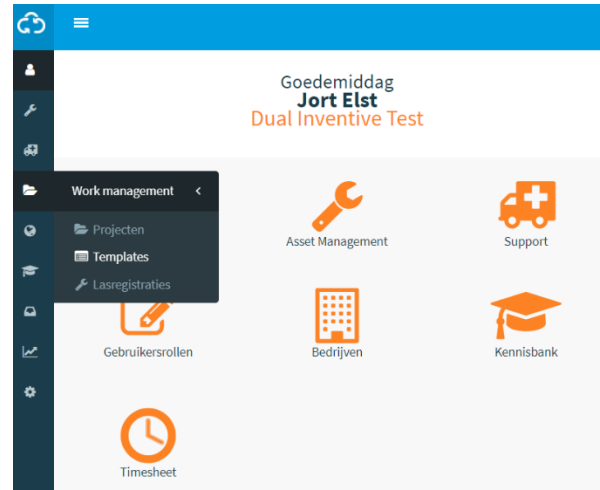 Goedemiddag
Jort Elst
Dual Inventive Test
Work management
Projecten
Templates
Lasregistraties
Asset Management
Support
Gebruikersrollen
Bedrijven
Kennisbank
Timesheet